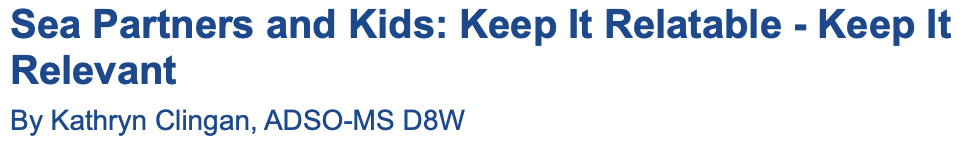 Sea Partners and Kids: Keep It Relatable - Keep It
Relevant
By Kathryn Clingan, ADSO-MS D8W